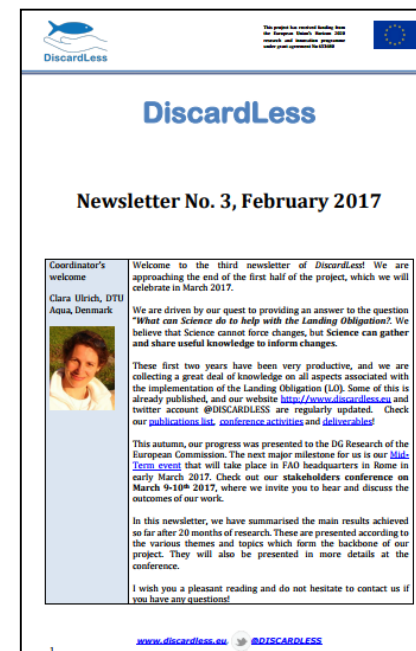 This project has received funding from
the European Union's Horizon 2020
research and innovation programme
under grant agreement No
DiscardLess
DiscardLess
Newsletter No. 3, February 2017
Coordinator's
welcome
Clara Ulrich, DTU
Aqua, Denmark
Welcome to the third newsletter of DiscardLess! We are
approaching the end of the first half of the project, which we will
celebrate in March 2017.
We are driven by our quest to providing an answer to the question
"What can Science do to help with the Landing Obligation?. We
believe that Science cannot force changes, but Science can gather
and share useful knowledge to inform changes.
These first two years have been very productive, and we are
collecting a great deal of knowledge on all aspects associated with
the implementation of the Landing Obligation (LO). Some of this is
already published, and our website http://www.discardless.eu and
twitter account @DISCARDLESS are regularly updated. Check
our publications list, conference activities and deliverables!
This autumn, our progress was presented to the DG Research of the
European Commission. The next major milestone for us is our Mid-
Term event that will take place in FAO headquarters in Rome in
early March 2017. Check out our stakeholders conference on
March 9-10th 2017, where we invite you to hear and discuss the
outcomes of our work.
In this newsletter, we have summarised the main results achieved
so far after 20 months of research. These are presented according to
the various themes and topics which form the backbone of our
project. They will also be presented in more details at the
conference.
I wish you a pleasant reading and do not hesitate to contact us if
you have any questions!
www.discardless.eu @DISCARDLESS
1